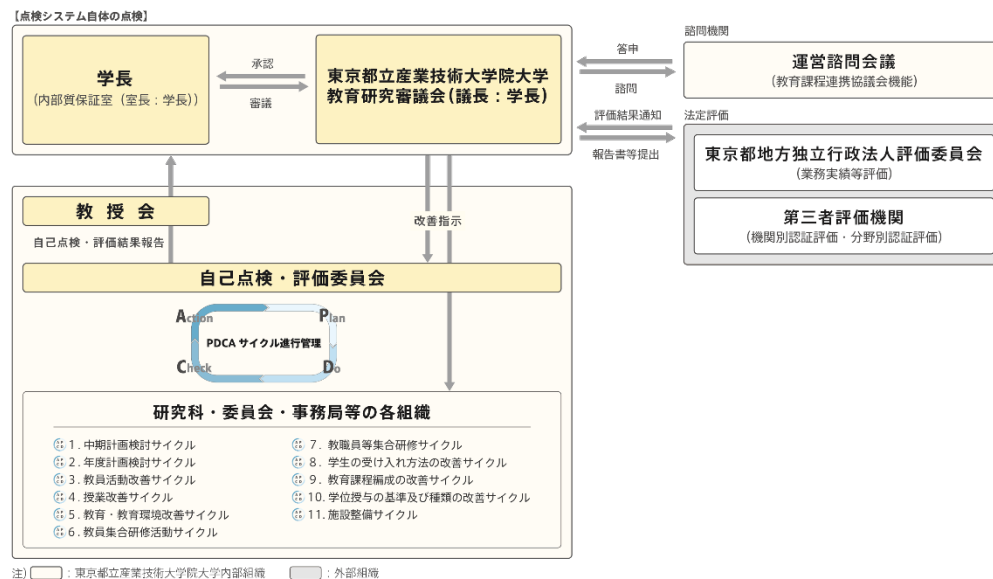 【点検システム自体の点検】
学長
(内部質保証室（室長：学長）)
承認
審議
東京都立産業技術大学院大学
教育研究審議会(議長：学長)
答申
諮問
諮問機関
運営諮問会議
(教育課程連携協議会機能)
評価結果通知
報告書等提出
法定評価
東京都地方独立行政法人評価委員会
(業務実績等評価)
第三者評価機関
(機関別認証評価・分野別認証評価)
教授会
自己点検・評価結果報告
改善指示
自己点検・評価委員会
Action
Plan
PDCA サイクル進行管理
Check
Do
研究科・委員会・事務局等の各組織
1．中期計画検討サイクル
2．年度計画検討サイクル
3．教員活動改善サイクル
4．授業改善サイクル
5．教育・教育環境改善サイクル
6．教員集合研修活動サイクル
7．教職員等集合研修サイクル
8．学生の受け入れ方法の改善サイクル
9．教育課程編成の改善サイクル
10．学位授与の基準及び種類の改善サイクル
11．施設整備サイクル
注) ：東京都立産業技術大学院大学内部組織 ：外部組織